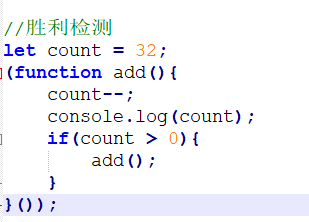 //胜利检测
let count = 32;
(function add(){
    count--;
    console.log(count);
    if(count > 0){
        add();
    }
}());